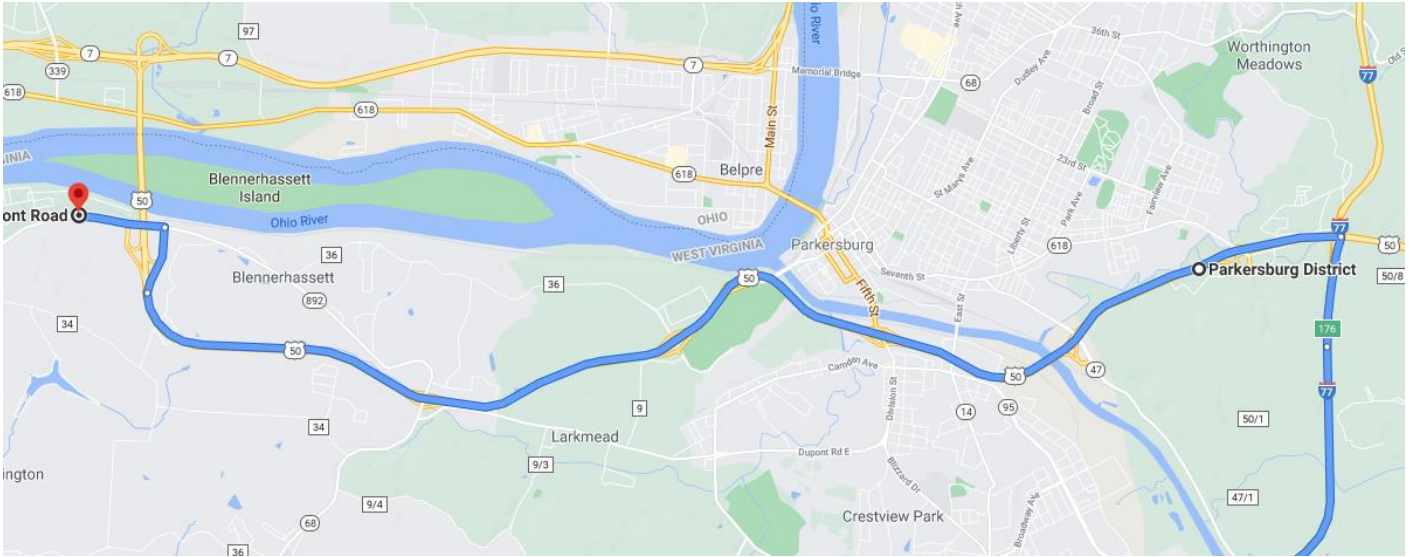 7
97
339
7
618
618
7
Memorial Bridge
68
36th St
Dudley Ave
Broad St
Worthington
Meadows
77
Main St
Belpre
618
23rd St
St Marys Ave
Park Ave
Fairview Ave
Liberty St
618
Blennerhassett
Island
50
ont Road
Ohio River
OHIO
WEST VIRGINIA
Parkersburg
Seventh St
77
50
50/8
Parkersburg District
36
Blennerhassett
892
36
50
Fifth St
East St
34
50
176
Camden Ave
50
47
77
34
9
Division St
14
95
50/1
Larkmead
9/3
Dupont Rd E
Blizzard Dr
ington
9/4
68
Crestview Park
Broadway Ave
47/1
36